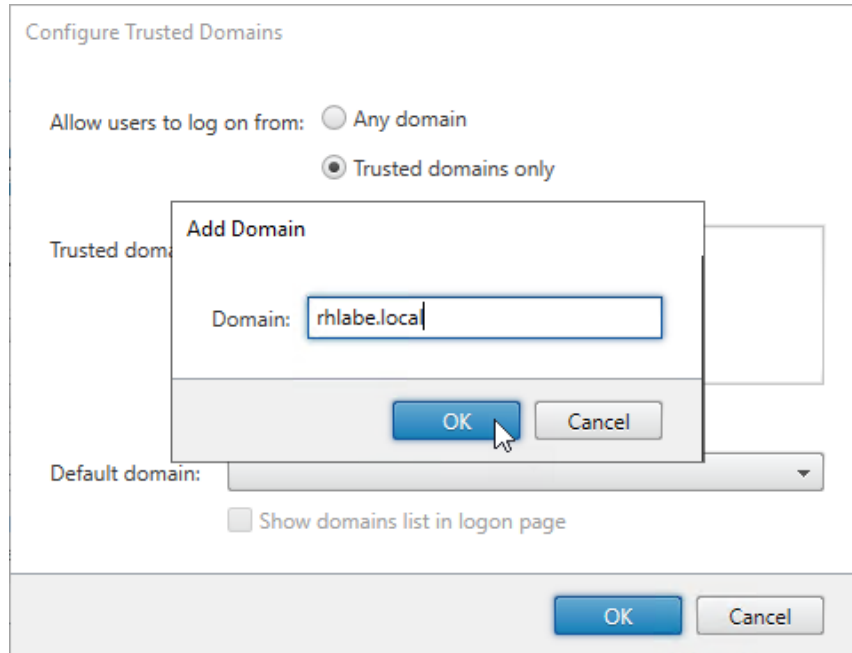 Configure Trusted Domains
Allow users to log on from:
Any domain
Trusted domains only
Add Domain
Domain:
rhlabe.local
OK
Cancel
Trusted
Default domain:
Show domains list in logon page
OK
Cancel